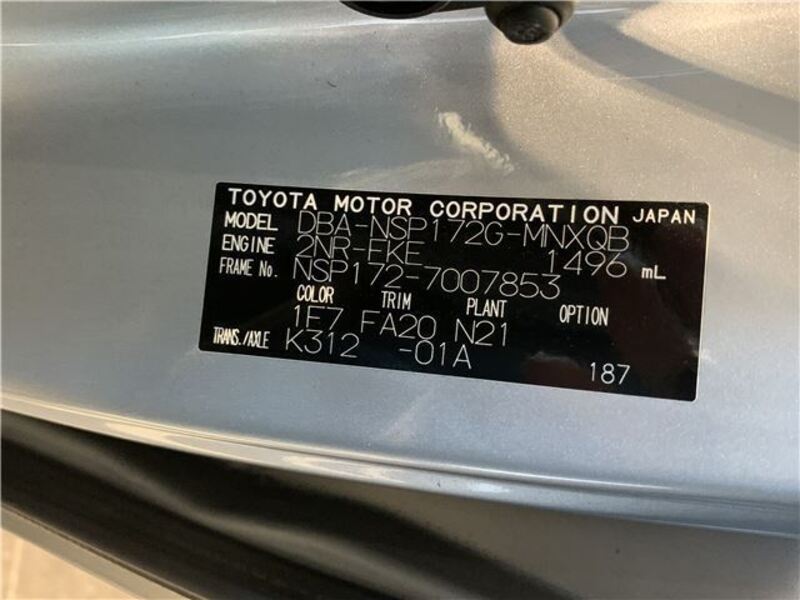 TOYOTA MOTOR CORPORATION JAPAN
MODEL DBA-NSP172G-MNXQB
ENGINE 2NR-FKE 1496 mL
FRAME No. NSP172-7007853
COLOR TRIM PLANT OPTION
1F7 FA20 N21
TRANS./AXLE K312 -01A
187